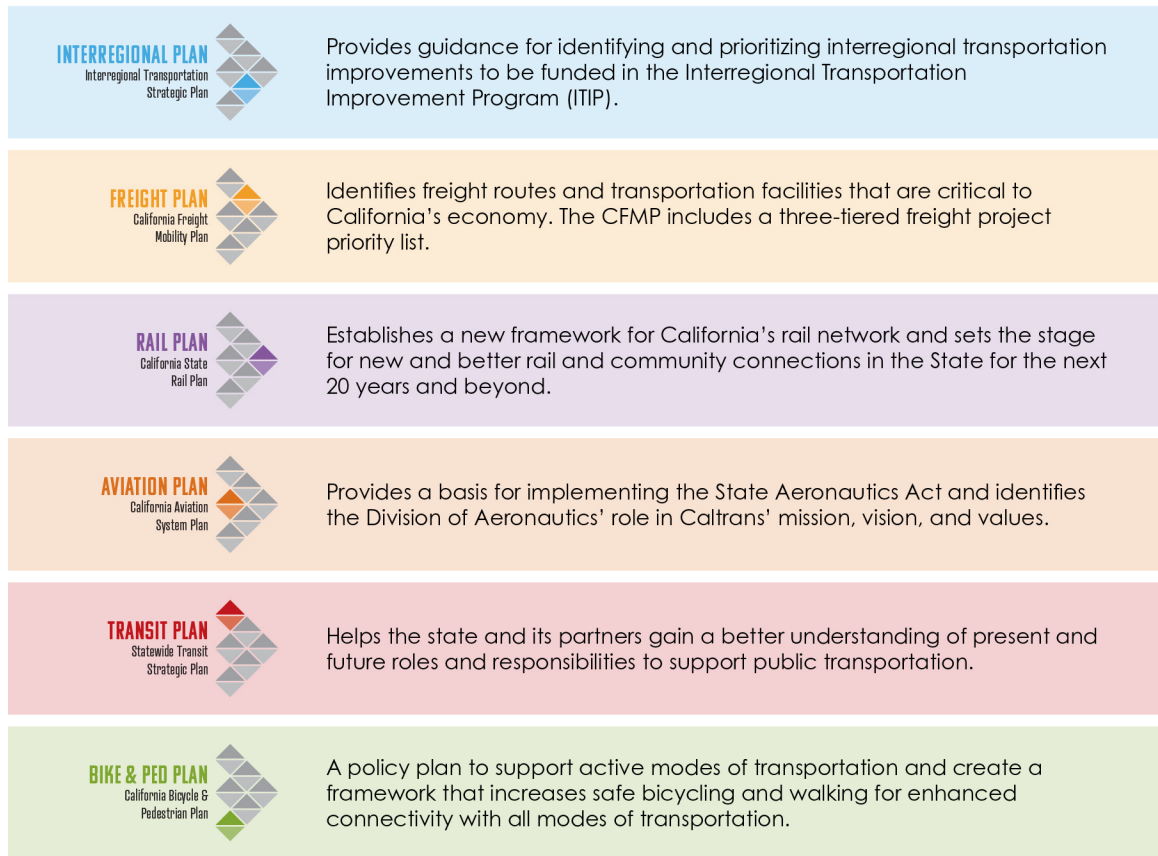 INTERREGIONAL PLAN
Interregional Transportation
Strategic Plan
Provides guidance for identifying and prioritizing interregional transportation
improvements to be funded in the Interregional Transportation
Improvement Program (ITIP).
FREIGHT PLAN
California Freight
Mobility Plan
Identifies freight routes and transportation facilities that are critical to
California’s economy. The CFMP includes a three-tiered freight project
priority list.
RAIL PLAN
California State
Rail Plan
Establishes a new framework for California’s rail network and sets the stage
for new and better rail and community connections in the State for the next
20 years and beyond.
AVIATION PLAN
California Aviation
System Plan
Provides a basis for implementing the State Aeronautics Act and identifies
the Division of Aeronautics’ role in Caltrans’ mission, vision, and values.
TRANSIT PLAN
Statewide Transit
Strategic Plan
Helps the state and its partners gain a better understanding of present and
future roles and responsibilities to support public transportation.
BIKE & PED PLAN
California Bicycle &
Pedestrian Plan
A policy plan to support active modes of transportation and create a
framework that increases safe bicycling and walking for enhanced
connectivity with all modes of transportation.